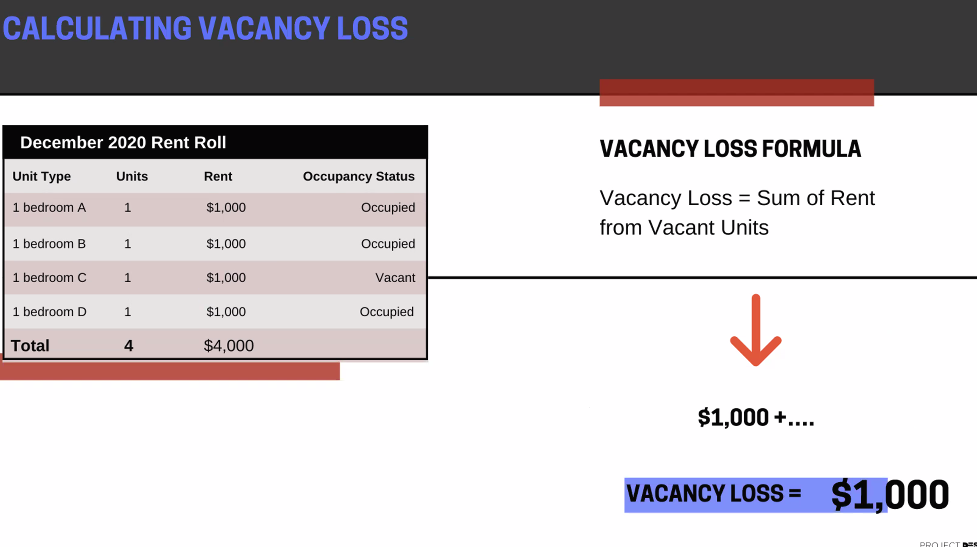 CALCULATING VACANCY LOSS
December 2020 Rent Roll
Unit Type Units Rent Occupancy Status
1 bedroom A 1 $1,000 Occupied
1 bedroom B 1 $1,000 Occupied
1 bedroom C 1 $1,000 Vacant
1 bedroom D 1 $1,000 Occupied
Total 4 $4,000
VACANCY LOSS FORMULA
Vacancy Loss = Sum of Rent
from Vacant Units
$1,000 +....
VACANCY LOSS = $1,000
PROJECT